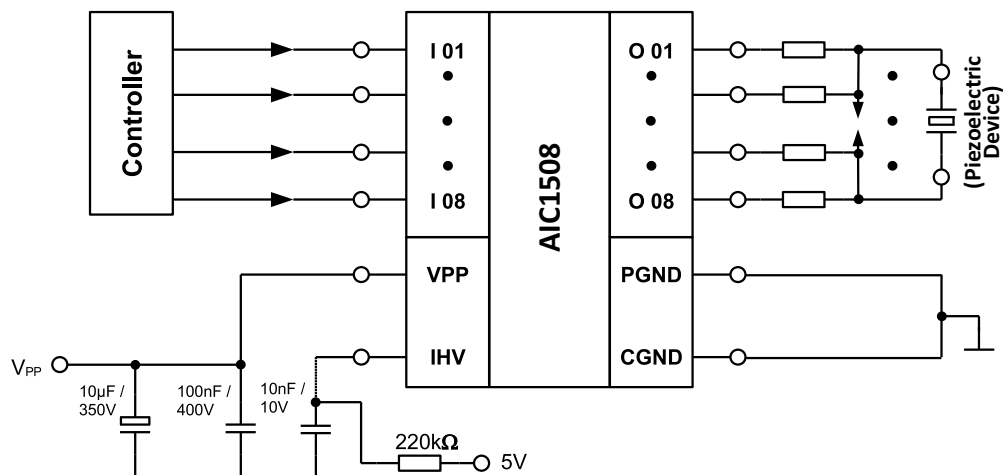 Controller
I 01
I 08
VPP
IHV
AIC1508
O 01
O 08
PGND
CGND
(Piezoelectric
Device)
VPP
10µF /
350V
100nF /
400V
10nF /
10V
220kΩ
5V